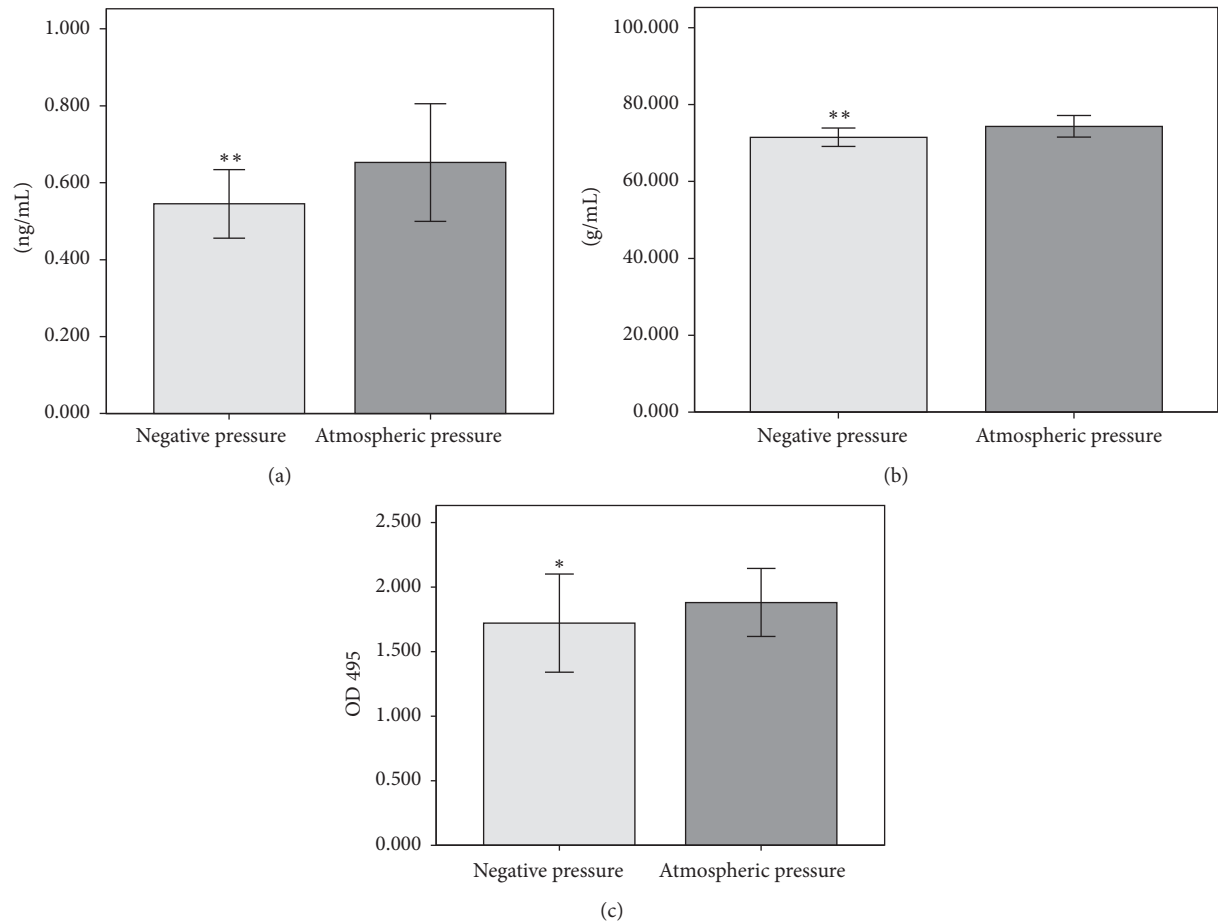 1.000
0.800
0.600
0.400
0.200
0.000
(ng/mL)
**
Negative pressure Atmospheric pressure
(a)
100.000
80.000
60.000
40.000
20.000
0.000
(g/mL)
**
Negative pressure Atmospheric pressure
(b)
2.500
2.000
1.500
1.000
0.500
0.000
OD 495
*
Negative pressure Atmospheric pressure
(c)